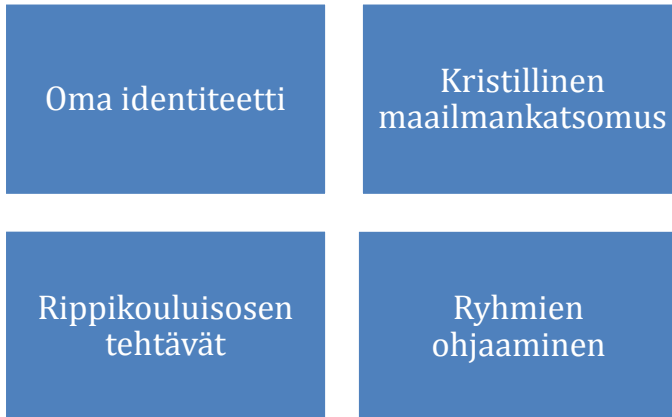 Oma identiteetti
Kristillinen
maailmankatsomus
Rippikouluisosen
tehtävät
Ryhmien
ohjaaminen